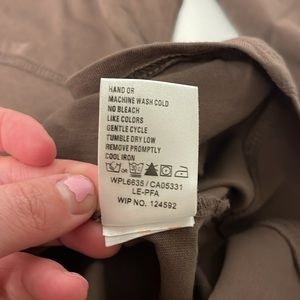 HAND OR
MACHINE WASH COLD
NO BLEACH
LIKE COLORS
GENTLE CYCLE
TUMBLE DRY LOW
REMOVE PROMPTLY
COOL IRON
WPL6635 / CA05331
LE-PFA
WIP NO. 124592